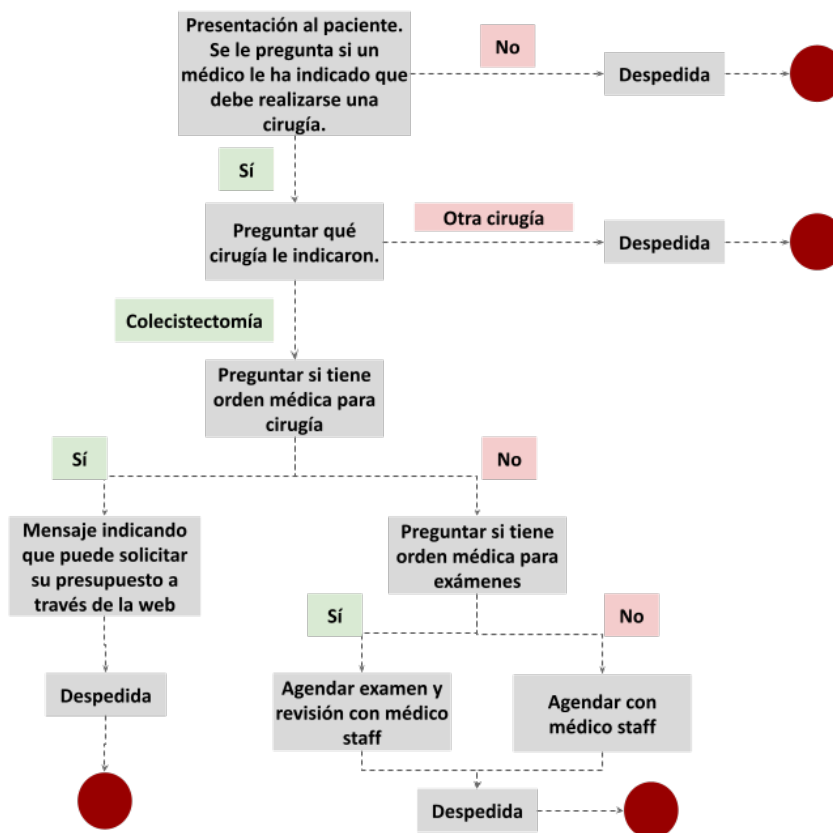 Presentación al paciente.
Se le pregunta si un
médico le ha indicado que
debe realizarse una
cirugía.
No
Despedida
Sí
Preguntar qué
cirugía le indicaron.
Otra cirugía
Despedida
Colecistectomía
Preguntar si tiene
orden médica para
cirugía
Sí
No
Mensaje indicando
que puede solicitar
su presupuesto a
través de la web
Preguntar si tiene
orden médica para
exámenes
Sí
No
Despedida
Agendar examen y
revisión con médico
staff
Agendar con
médico staff
Despedida